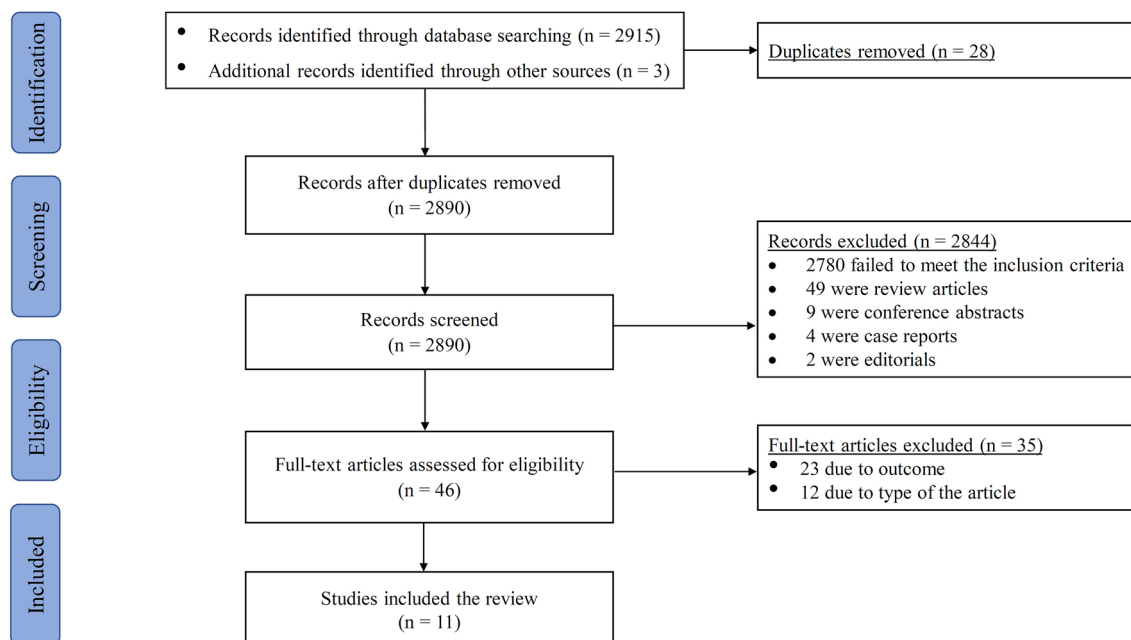 Identification
• Records identified through database searching (n = 2915)
• Additional records identified through other sources (n = 3)
Duplicates removed (n = 28)
Screening
Records after duplicates removed
(n = 2890)
Records screened
(n = 2890)
Records excluded (n = 2844)
• 2780 failed to meet the inclusion criteria
• 49 were review articles
• 9 were conference abstracts
• 4 were case reports
• 2 were editorials
Eligibility
Full-text articles assessed for eligibility
(n = 46)
Full-text articles excluded (n = 35)
• 23 due to outcome
• 12 due to type of the article
Included
Studies included the review
(n = 11)